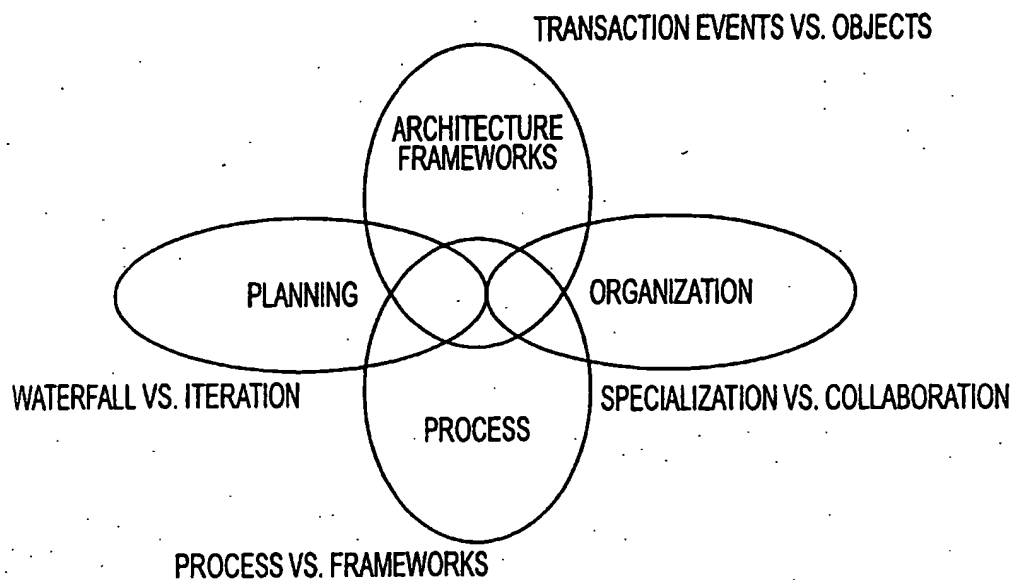 TRANSACTION EVENTS VS. OBJECTS
ARCHITECTURE
FRAMEWORKS
PLANNING
ORGANIZATION
WATERFALL VS. ITERATION
SPECIALIZATION VS. COLLABORATION
PROCESS
PROCESS VS. FRAMEWORKS